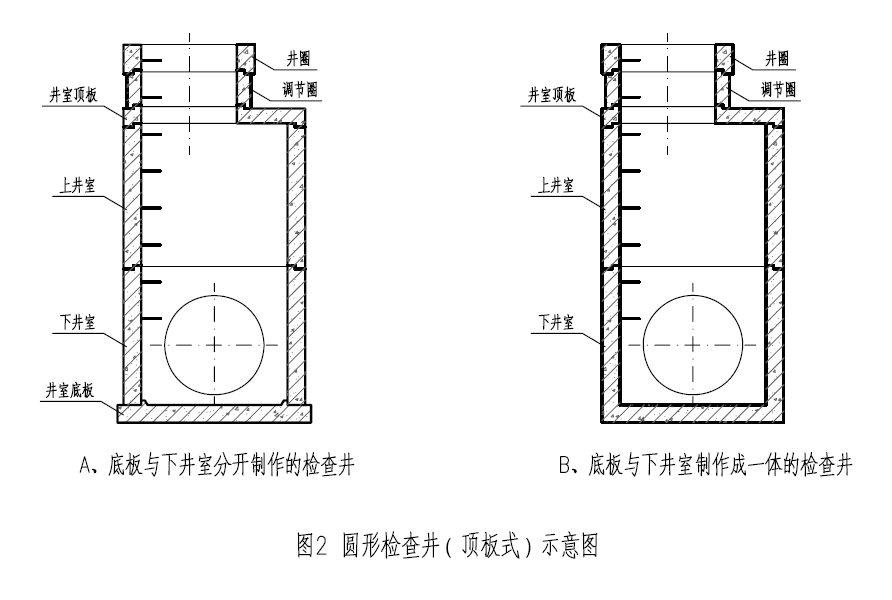 井圈
调节圈
井室顶板
上井室
下井室
井室底板
A、底板与下井室分开制作的检查井
井圈
调节圈
井室顶板
上井室
下井室
B、底板与下井室制作成一体的检查井
图2 圆形检查井(顶板式)示意图